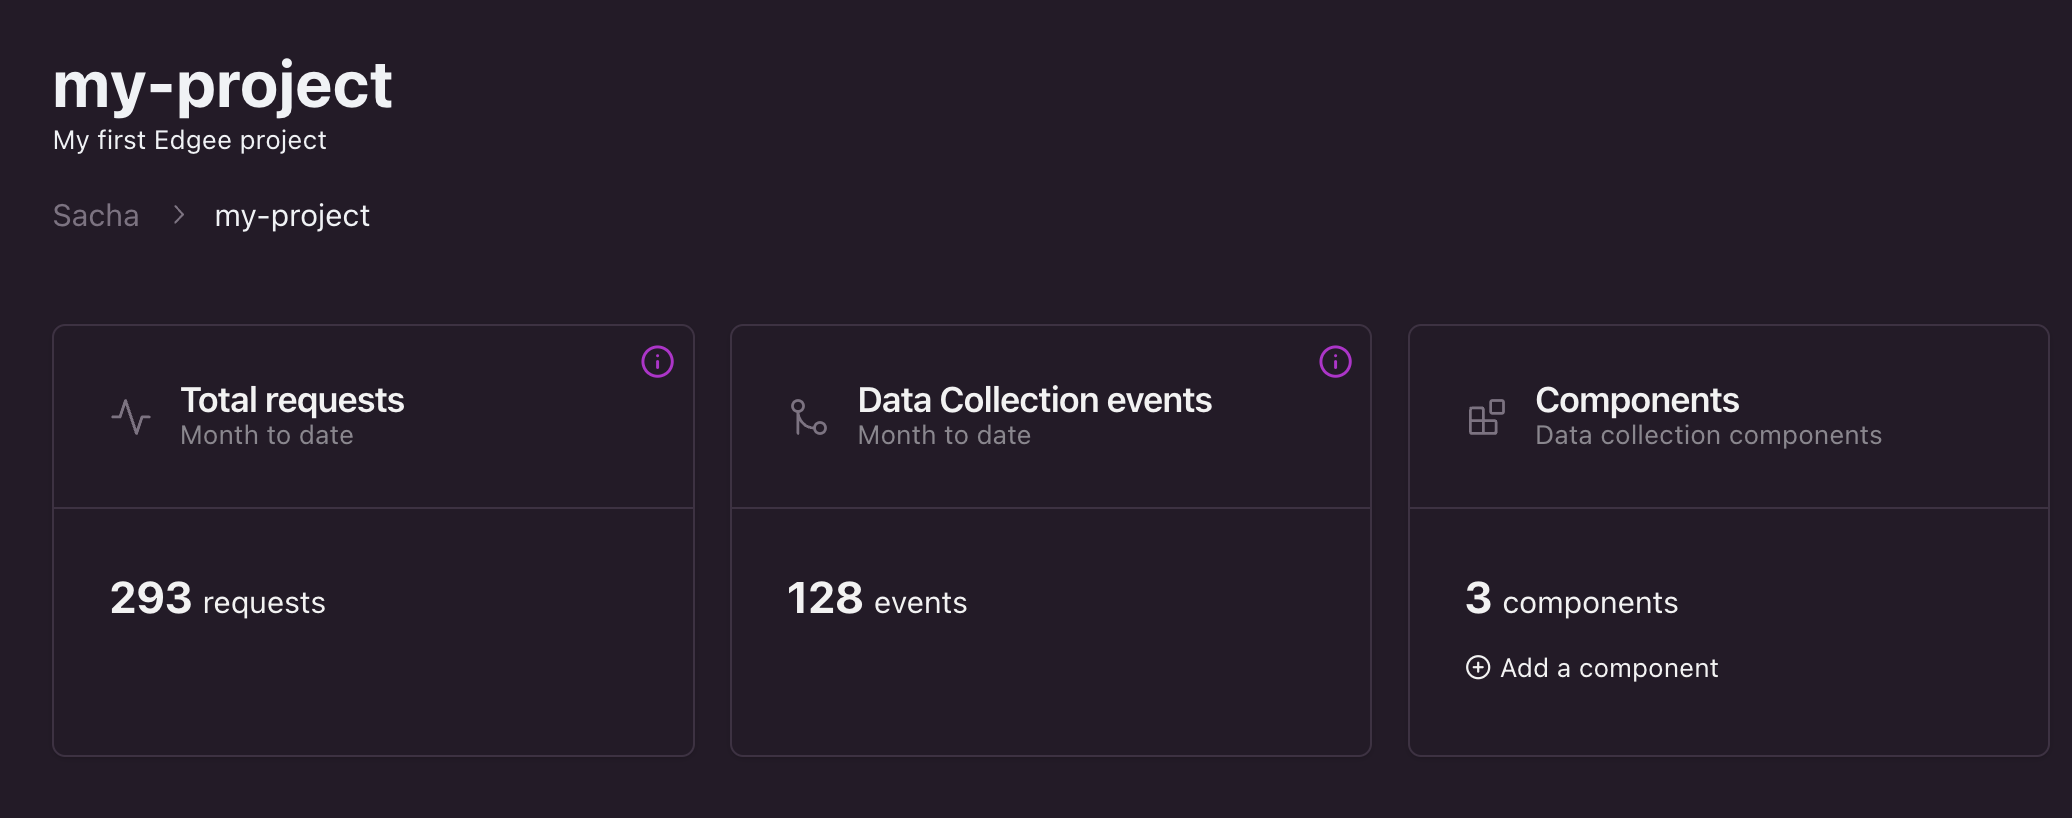 my-project
My first Edgee project
Sacha > my-project
Total requests
Month to date
293 requests
Data Collection events
Month to date
128 events
Components
Data collection components
3 components
Add a component